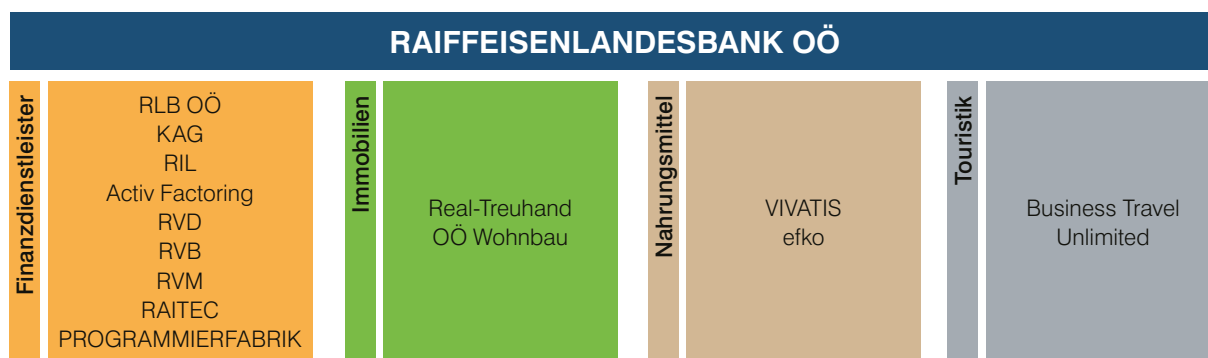 RAIFFEISENLANDESBANK OÖ
Finanzdienstleister
RLB OÖ
KAG
RIL
Activ Factoring
RVD
RVB
RVM
RAITEC
PROGRAMMIERFABRIK
Immobilien
Real-Treuhand
OÖ Wohnbau
Nahrungsmittel
VIVATIS
efko
Touristik
Business Travel
Unlimited